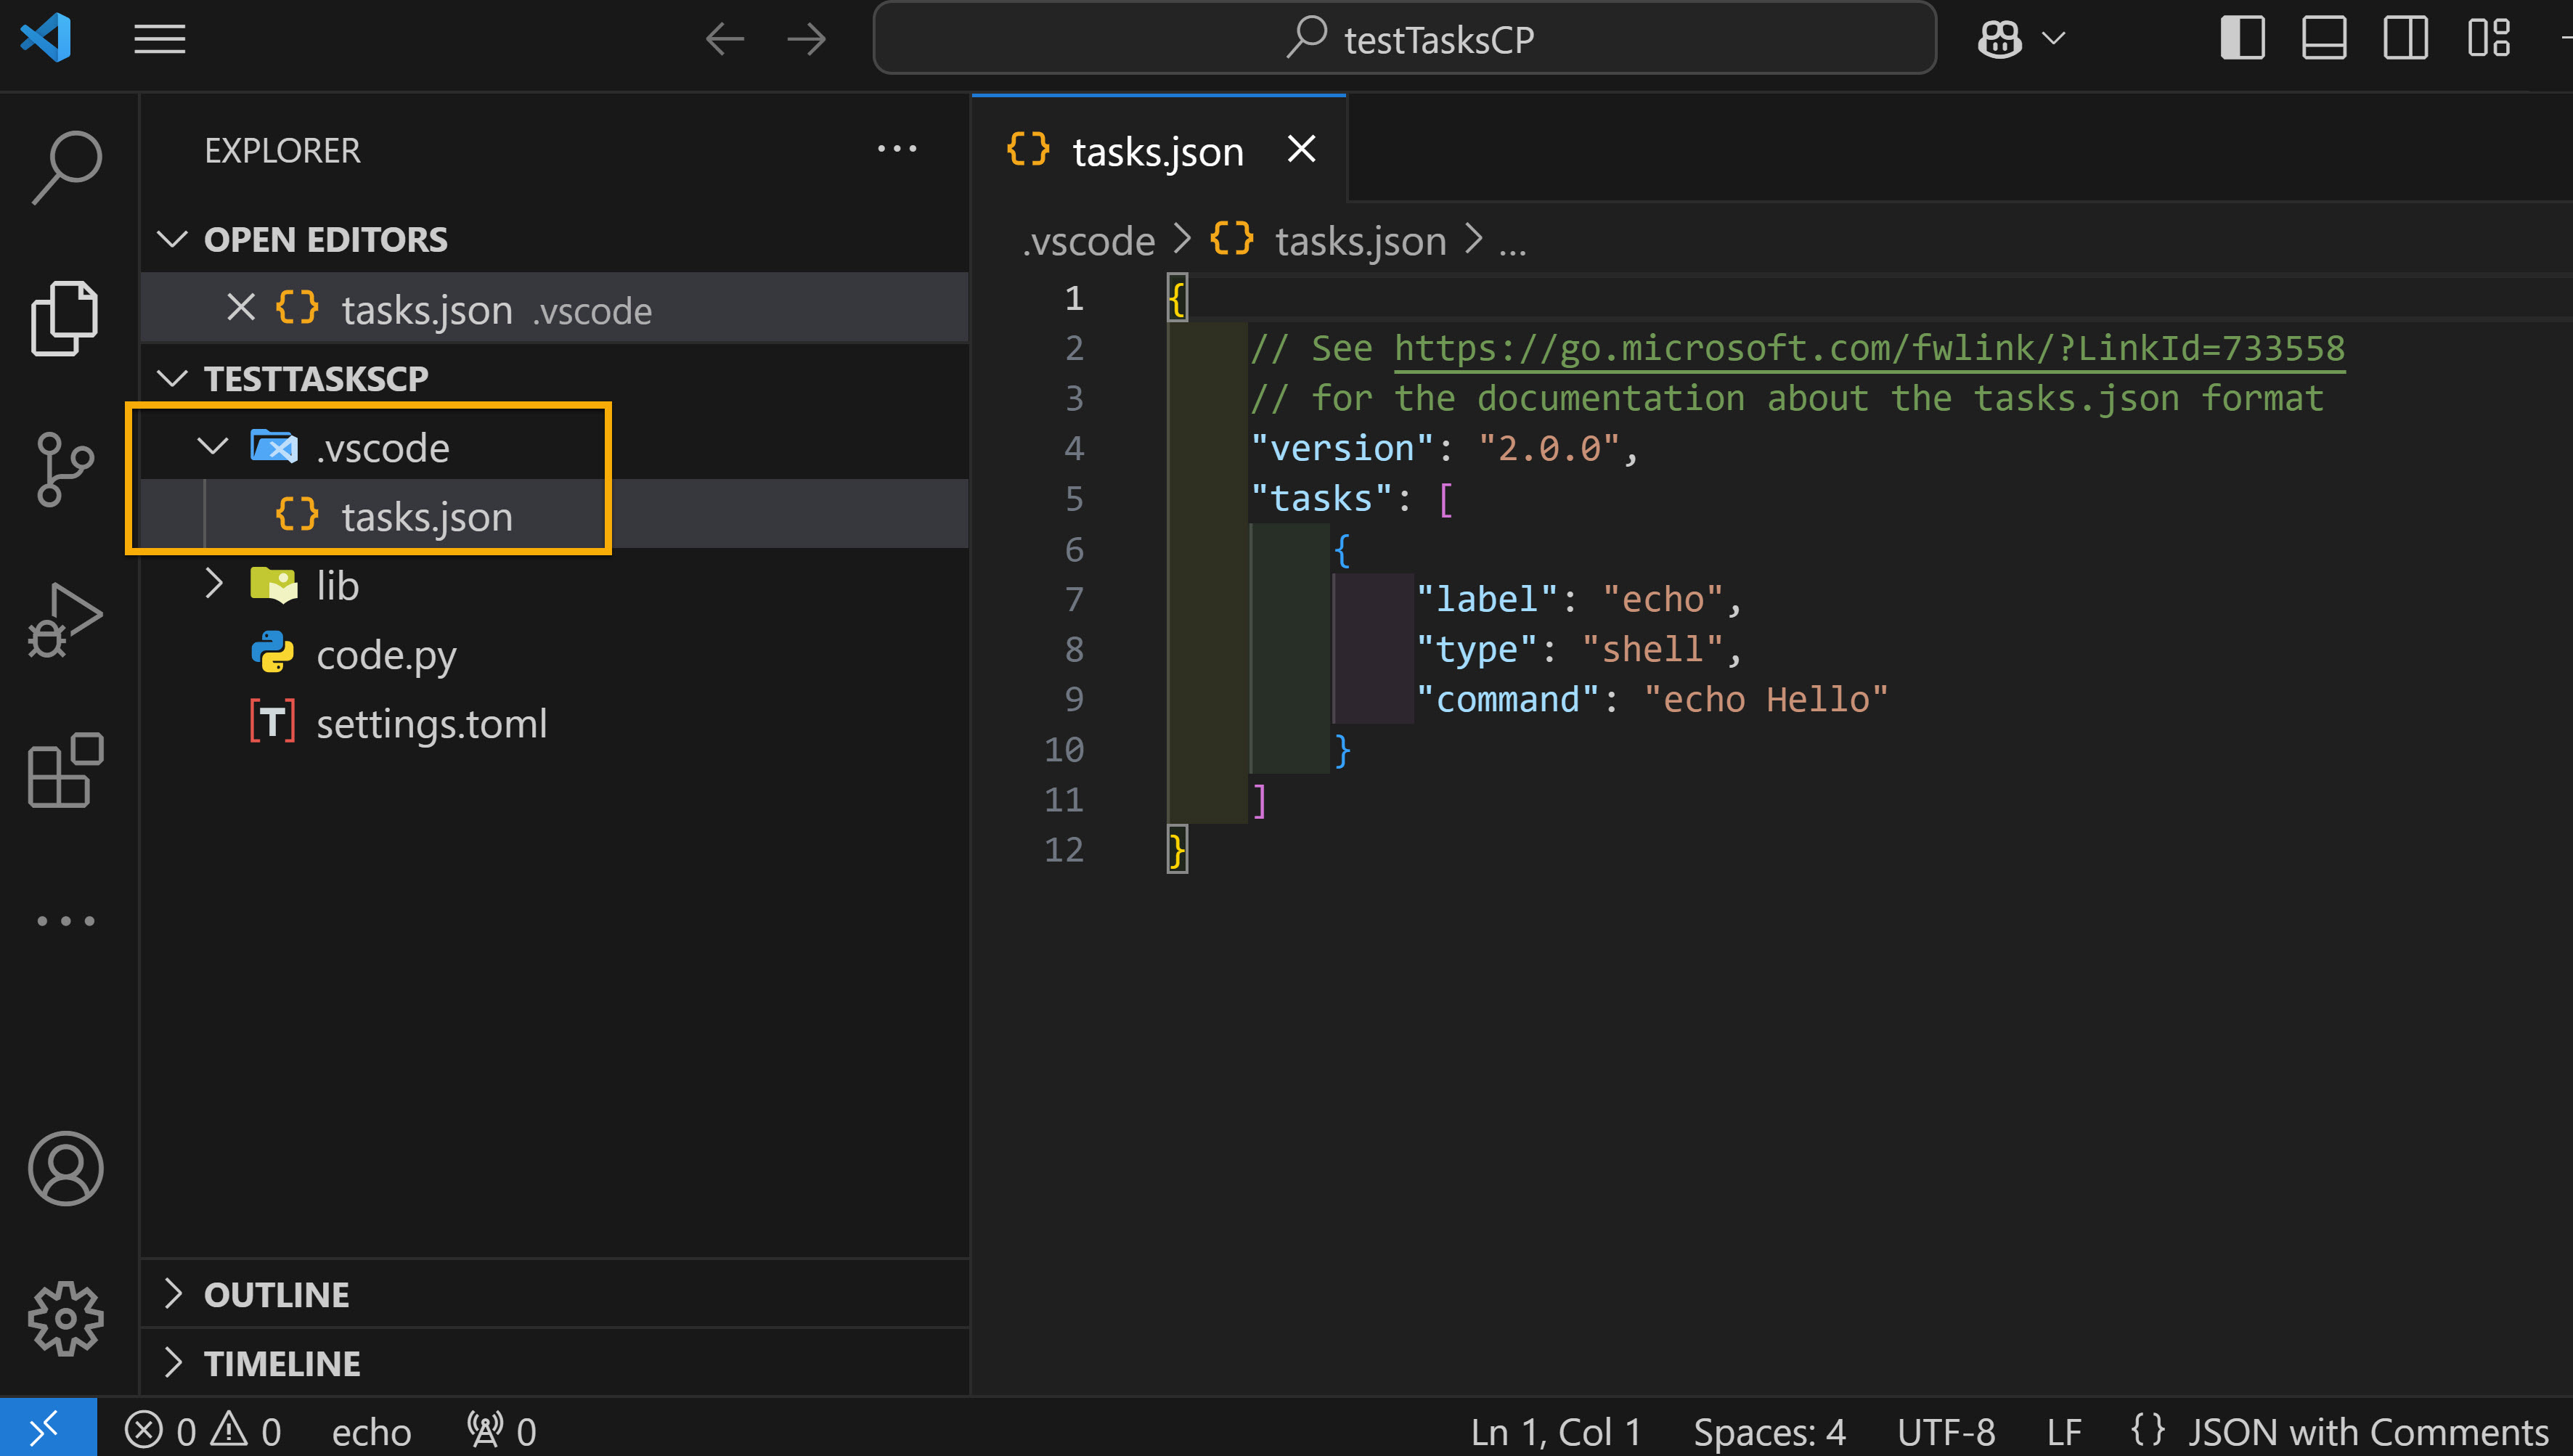 testTasksCP
EXPLORER
OPEN EDITORS
tasks.json .vscode
TESTTASKSCP
.vscode
tasks.json
lib
code.py
settings.toml
OUTLINE
TIMELINE
tasks.json
.vscode > tasks.json > ...
1 {
2 // See https://go.microsoft.com/fwlink/?LinkId=733558
3 // for the documentation about the tasks.json format
4 "version": "2.0.0",
5 "tasks": [
6 {
7 "label": "echo",
8 "type": "shell",
9 "command": "echo Hello"
10 }
11 ]
12 }
0 0 echo 0 Ln 1, Col 1 Spaces: 4 UTF-8 LF {} JSON with Comments